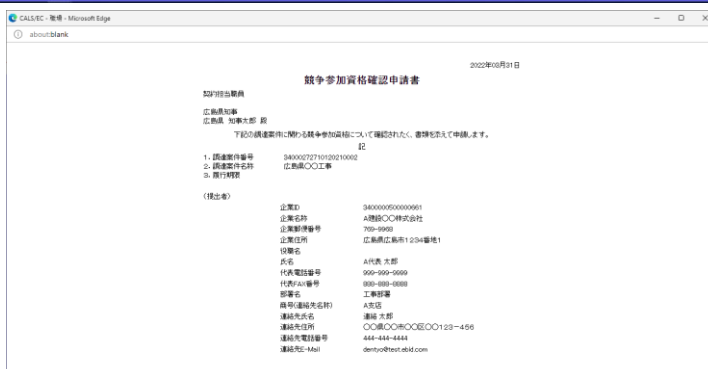 CALS/EC - 職場 - Microsoft Edge
about:blank
2022年03月31日
競争参加資格確認申請書
契約担当職員
広島県知事
広島県 知事太郎 殿
下記の調達案件に関わる競争参加資格について確認されたく、書類を添えて申請します。
記
1. 調達案件番号 34000272710120210002
2. 調達案件名称 広島県〇〇工事
3. 履行期限
(提出者)
企業ID 3400000500000661
企業名称 A建設〇〇株式会社
企業郵便番号 769-9968
企業住所 広島県広島市1234番地1
役職名
氏名 A代表 太郎
代表電話番号 999-999-9999
代表FAX番号 888-888-8888
部署名 工事部署
商号(連絡先名称) A支店
連絡先氏名 連絡 太郎
連絡先住所 〇〇県〇〇市〇〇区〇〇123-456
連絡先電話番号 444-444-4444
連絡先E-Mail dentyo@test.ebid.com